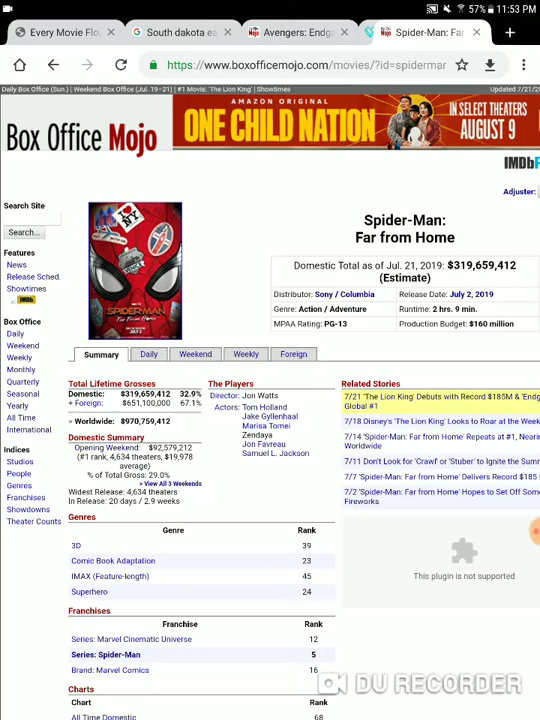 57% 11:53 PM
Every Movie Flo
South dakota ea
Avengers: Endga
Spider-Man: Far
https://www.boxofficemojo.com/movies/?id=spidermar
Daily Box Office (Sun.) | Weekend Box Office (Jul. 19–21) | #1 Movie: 'The Lion King' | Showtimes
Updated 7/21/2
Box Office Mojo
AMAZON ORIGINAL
ONE CHILD NATION
IN SELECT THEATERS
AUGUST 9
IMDbP
Adjuster:
Search Site
Search...
Features
News
Release Sched.
Showtimes
IMDb
Box Office
Daily
Weekend
Weekly
Monthly
Quarterly
Seasonal
Yearly
All Time
International
Indices
Studios
People
Genres
Franchises
Showdowns
Theater Counts
I NY
SPIDER-MAN
FAR FROM HOME
JULY 2
Spider-Man:
Far from Home
Domestic Total as of Jul. 21, 2019: $319,659,412
(Estimate)
Distributor: Sony / Columbia Release Date: July 2, 2019
Genre: Action / Adventure Runtime: 2 hrs. 9 min.
MPAA Rating: PG-13 Production Budget: $160 million
Summary Daily Weekend Weekly Foreign
Total Lifetime Grosses
Domestic: $319,659,412 32.9%
+ Foreign: $651,100,000 67.1%
= Worldwide: $970,759,412
Domestic Summary
Opening Weekend: $92,579,212
(#1 rank, 4,634 theaters, $19,978
average)
% of Total Gross: 29.0%
> View All 3 Weekends
Widest Release: 4,634 theaters
In Release: 20 days / 2.9 weeks
The Players
Director: Jon Watts
Actors: Tom Holland
Jake Gyllenhaal
Marisa Tomei
Zendaya
Jon Favreau
Samuel L. Jackson
Related Stories
7/21 'The Lion King' Debuts with Record $185M & 'Endg
Global #1
7/18 Disney's 'The Lion King' Looks to Roar at the Week
7/14 'Spider-Man: Far from Home' Repeats at #1, Nearin
Worldwide
7/11 Don't Look for 'Crawl' or 'Stuber' to Ignite the Sum
7/7 'Spider-Man: Far from Home' Delivers Record $185
7/2 'Spider-Man: Far from Home' Hopes to Set Off Som
Fireworks
This plugin is not supported
Genres
Genre Rank
3D 39
Comic Book Adaptation 23
IMAX (Feature-length) 45
Superhero 24
Franchises
Franchise Rank
Series: Marvel Cinematic Universe 12
Series: Spider-Man 5
Brand: Marvel Comics 16
Charts
Chart Rank
All Time Domestic 68
DU RECORDER